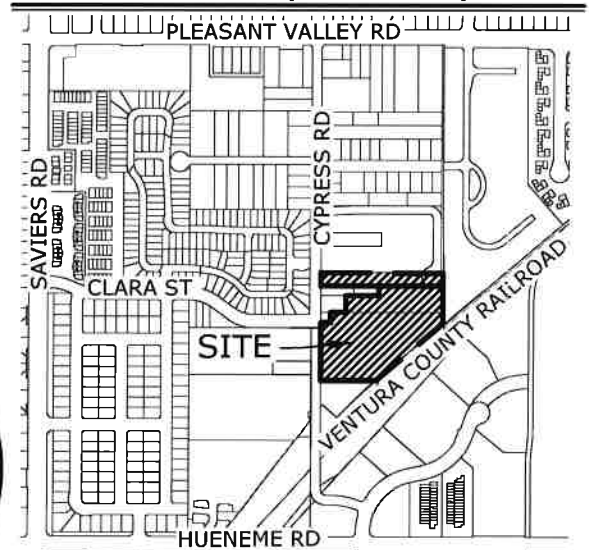 PLEASANT VALLEY RD
SAVIERS RD
CYPRESS RD
CLARA ST
SITE
VENTURA COUNTY RAILROAD
HUENEME RD